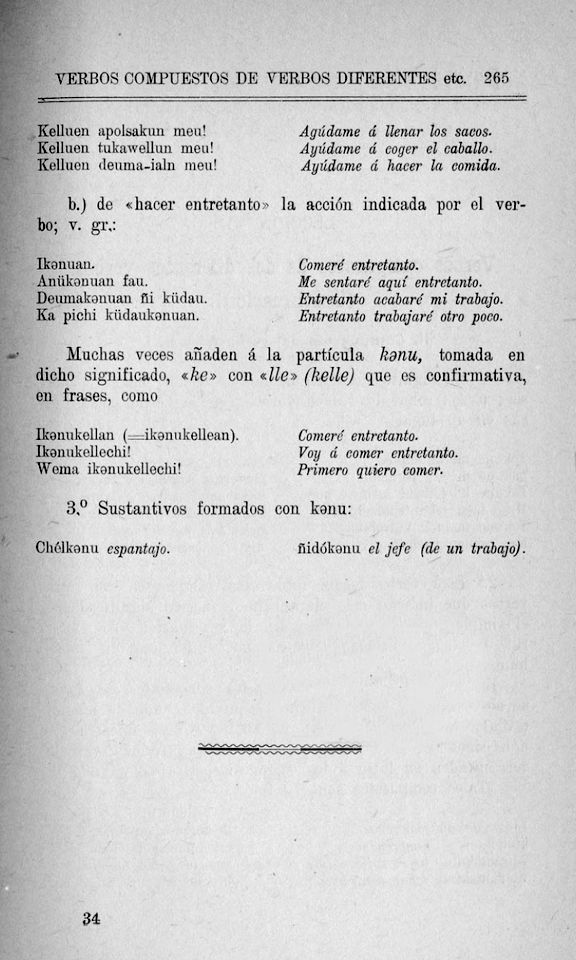 VERBOS COMPUESTOS DE VERBOS DIFERENTES etc. 265
Kelluen apolsakun meu! Agúdame á llenar los sacos.
Kelluen tukawellun meu! Ayúdame á coger el caballo.
Kelluen deuma-ialn meu! Ayúdame á hacer la comida.
b.) de «hacer entretanto» la acción indicada por el ver-
bo; v. gr.:
Ikənuan. Comeré entretanto.
Anükənuan fau. Me sentaré aquí entretanto.
Deumakənuan ñi küdau. Entretanto acabaré mi trabajo.
Ka pichi küdaukənuan. Entretanto trabajaré otro poco.
Muchas veces añaden á la partícula kənu, tomada en
dicho significado, «ke» con «lle» (kelle) que es confirmativa,
en frases, como
Ikənukellan (=ikənukellean). Comeré entretanto.
Ikənukellechi! Voy á comer entretanto.
Wema ikənukellechi! Primero quiero comer.
3.º Sustantivos formados con kənu:
Chélkənu espantajo. ñidókənu el jefe (de un trabajo).
34